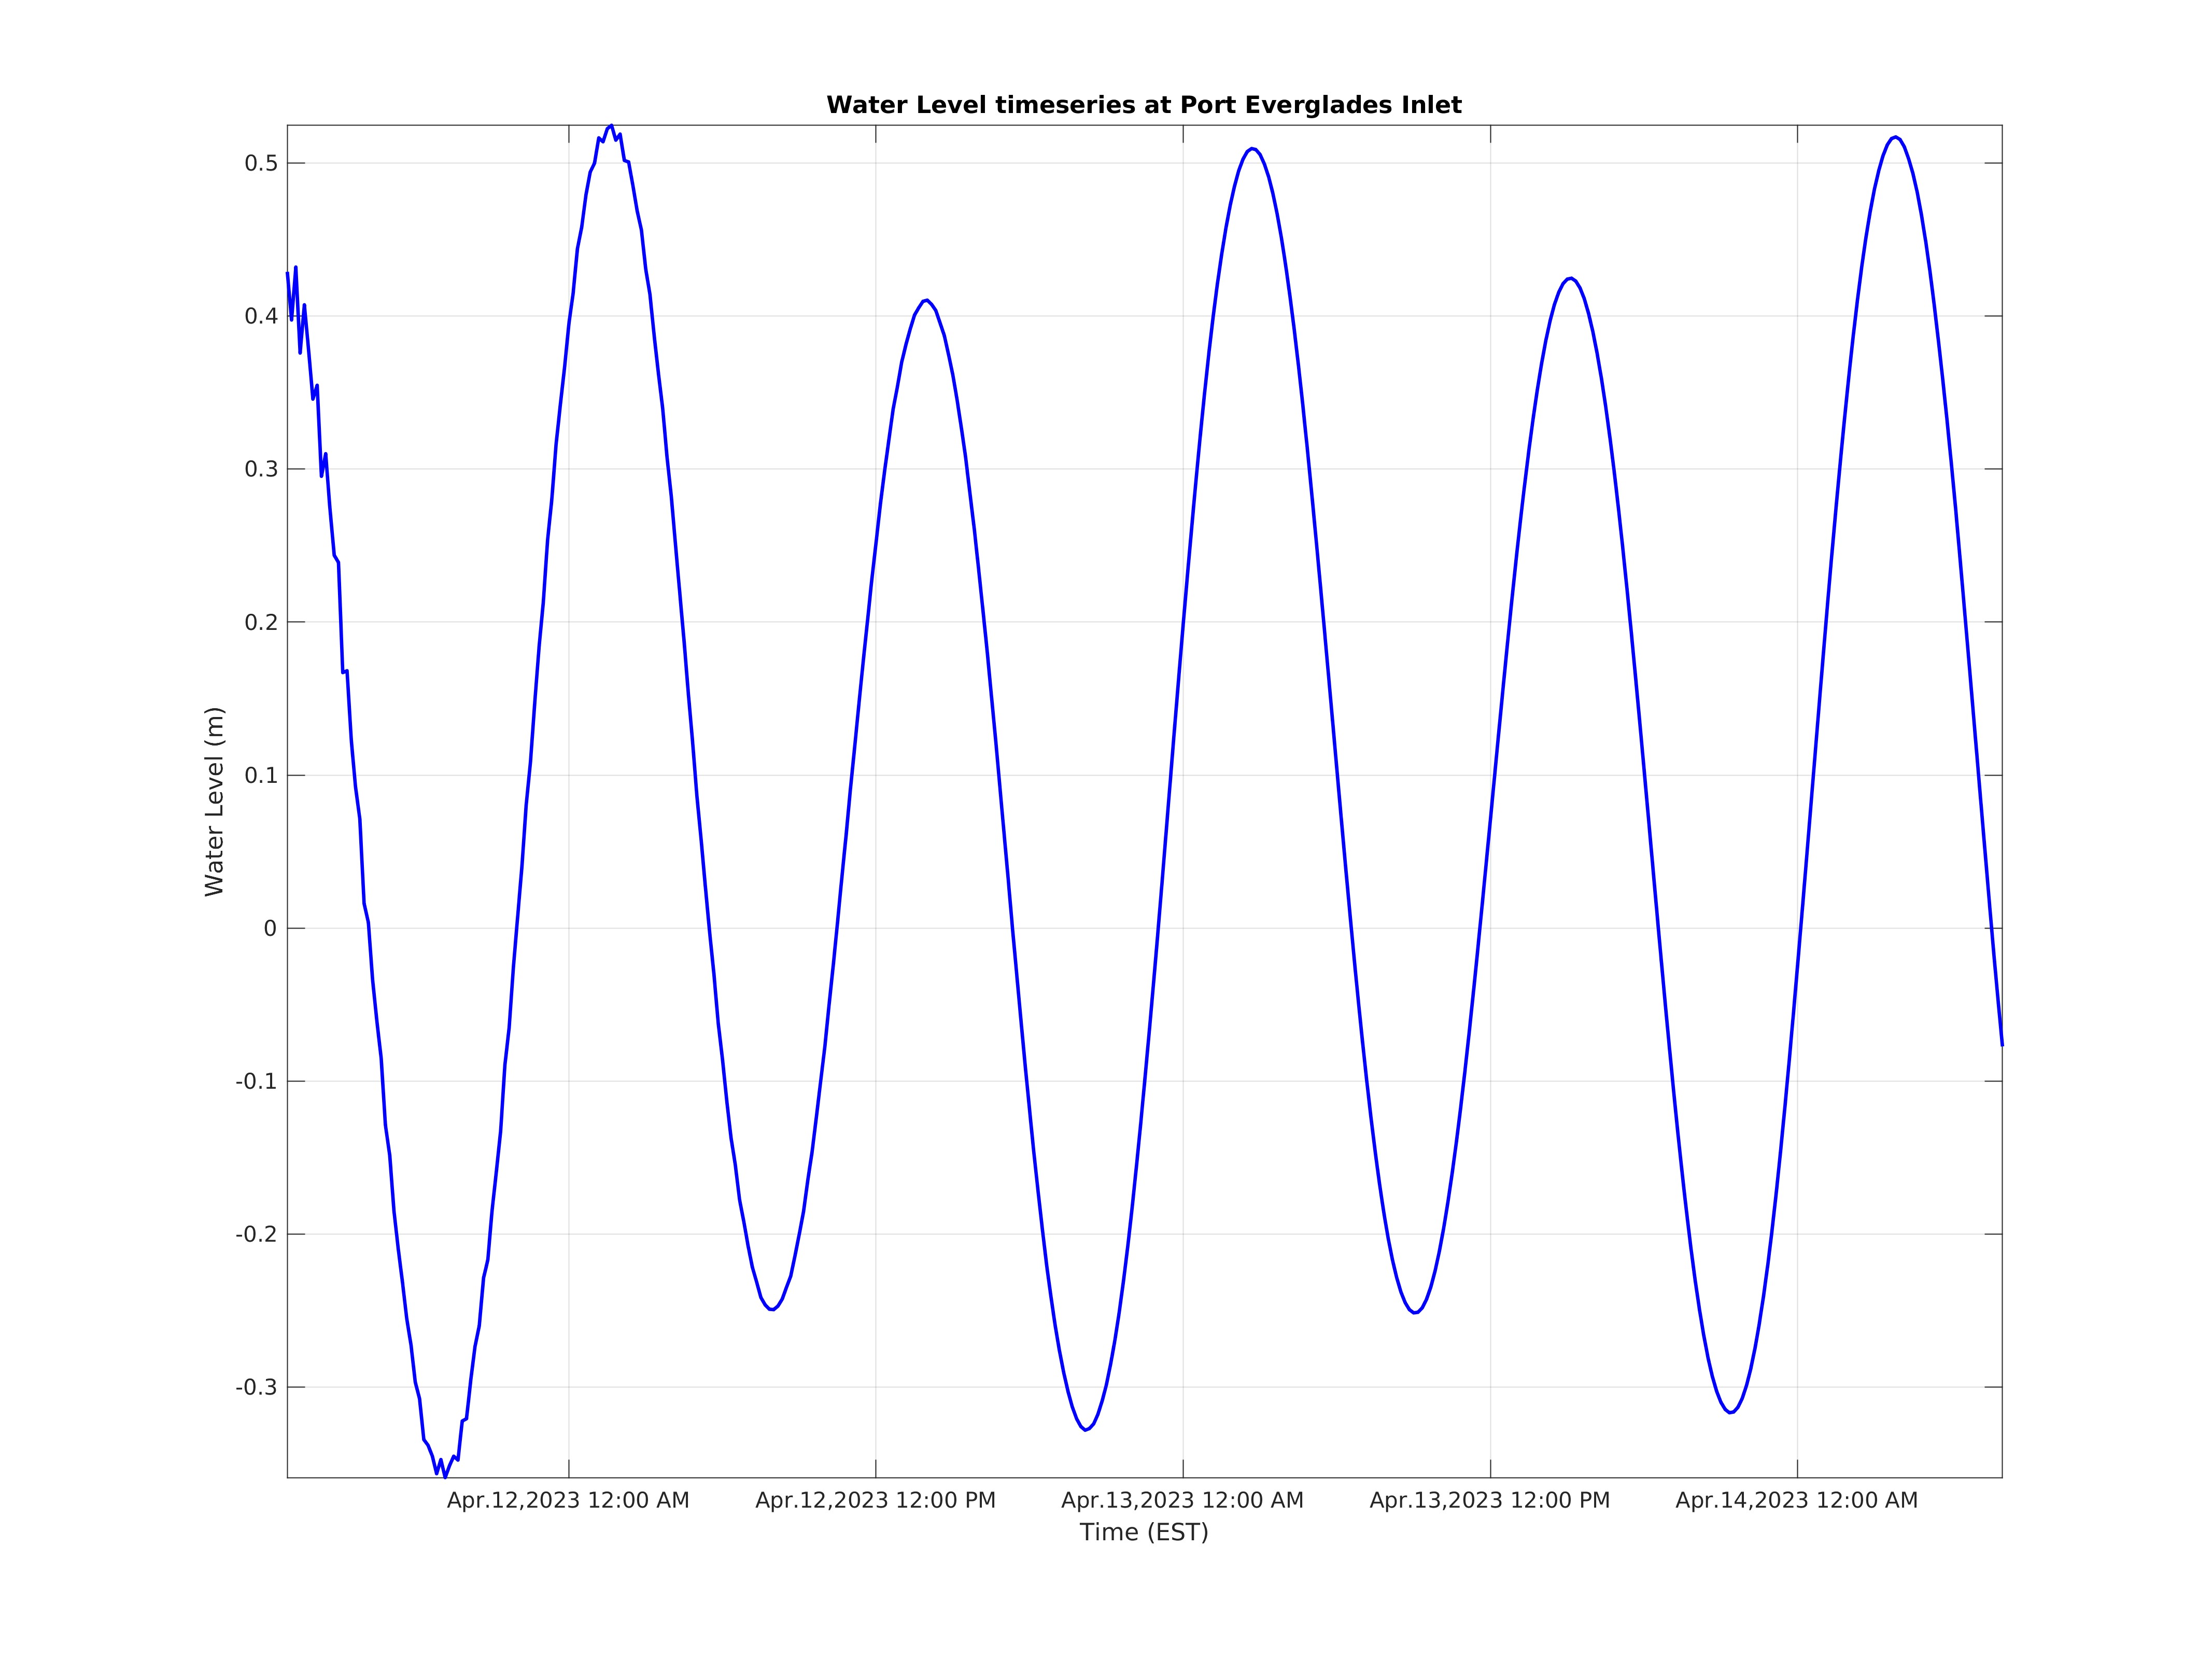 Water Level timeseries at Port Everglades Inlet
0.5
0.4
0.3
0.2
0.1
0
-0.1
-0.2
-0.3
Water Level (m)
Apr.12,2023 12:00 AM
Apr.12,2023 12:00 PM
Apr.13,2023 12:00 AM
Apr.13,2023 12:00 PM
Apr.14,2023 12:00 AM
Time (EST)